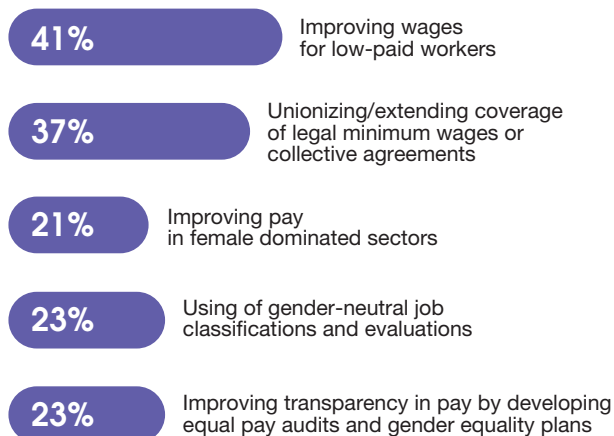 41%
Improving wages
for low-paid workers
37%
Unionizing/extending coverage
of legal minimum wages or
collective agreements
21%
Improving pay
in female dominated sectors
23%
Using of gender-neutral job
classifications and evaluations
23%
Improving transparency in pay by developing
equal pay audits and gender equality plans